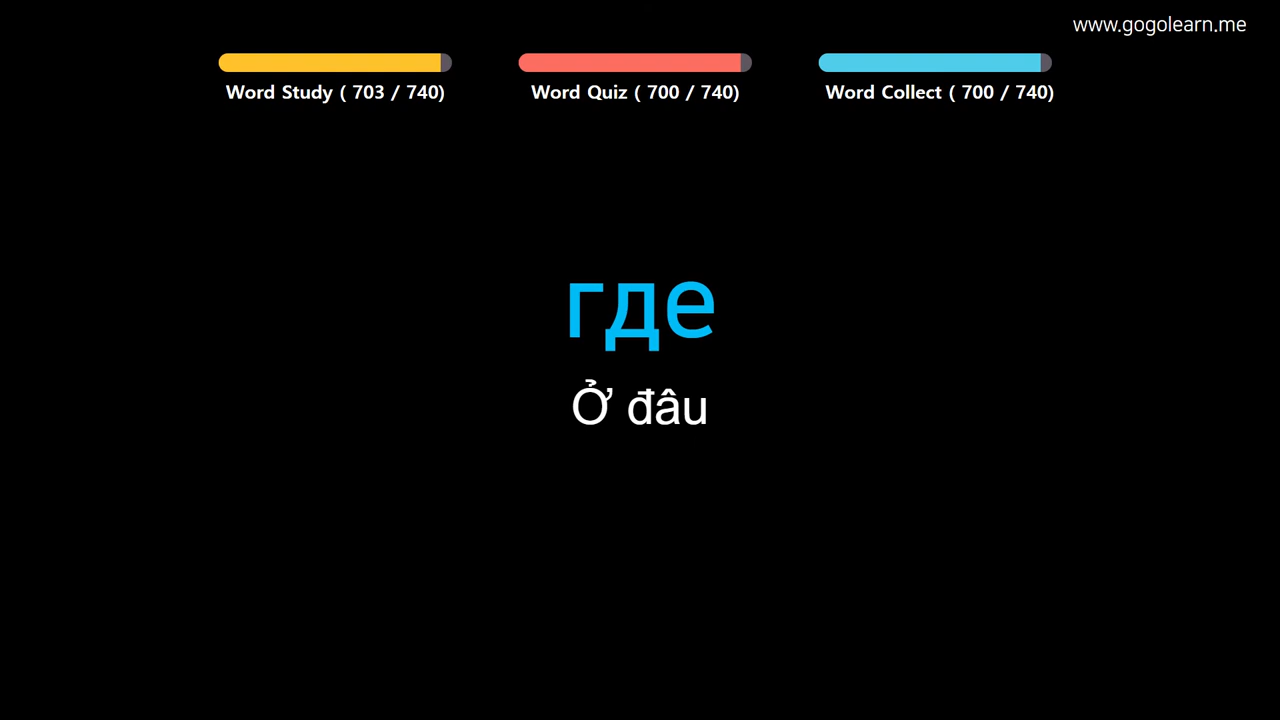 www.gogolearn.me
Word Study ( 703 / 740)
Word Quiz ( 700 / 740)
Word Collect ( 700 / 740)
где
Ở đâu